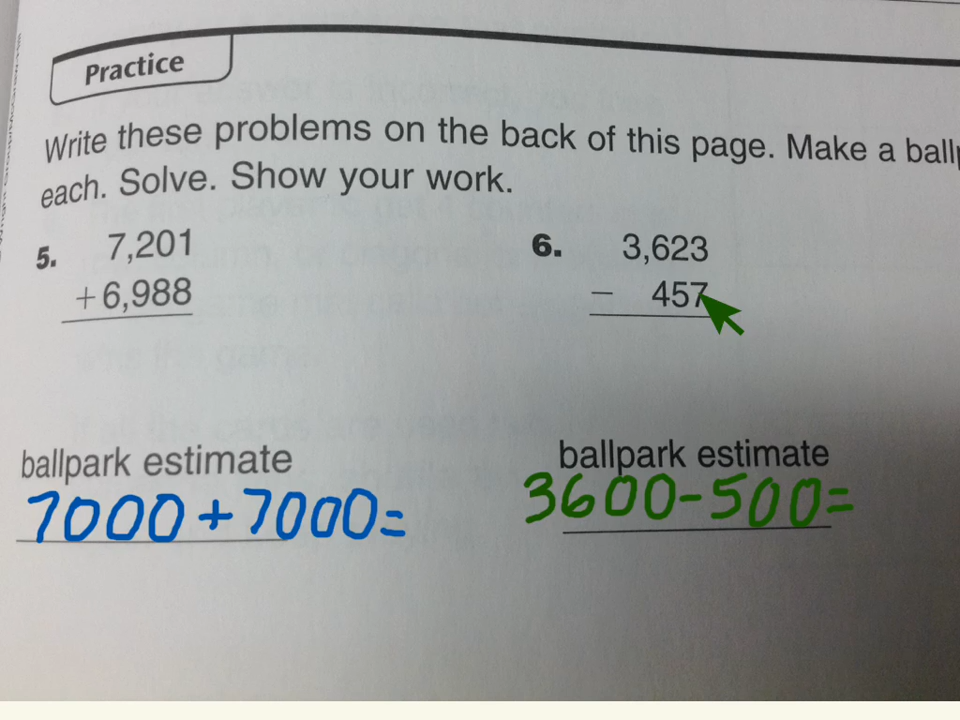 Practice
Write these problems on the back of this page. Make a ball
each. Solve. Show your work.
5. 7,201
+6,988
6. 3,623
- 457
ballpark estimate
7000+7000=
ballpark estimate
3600-500=